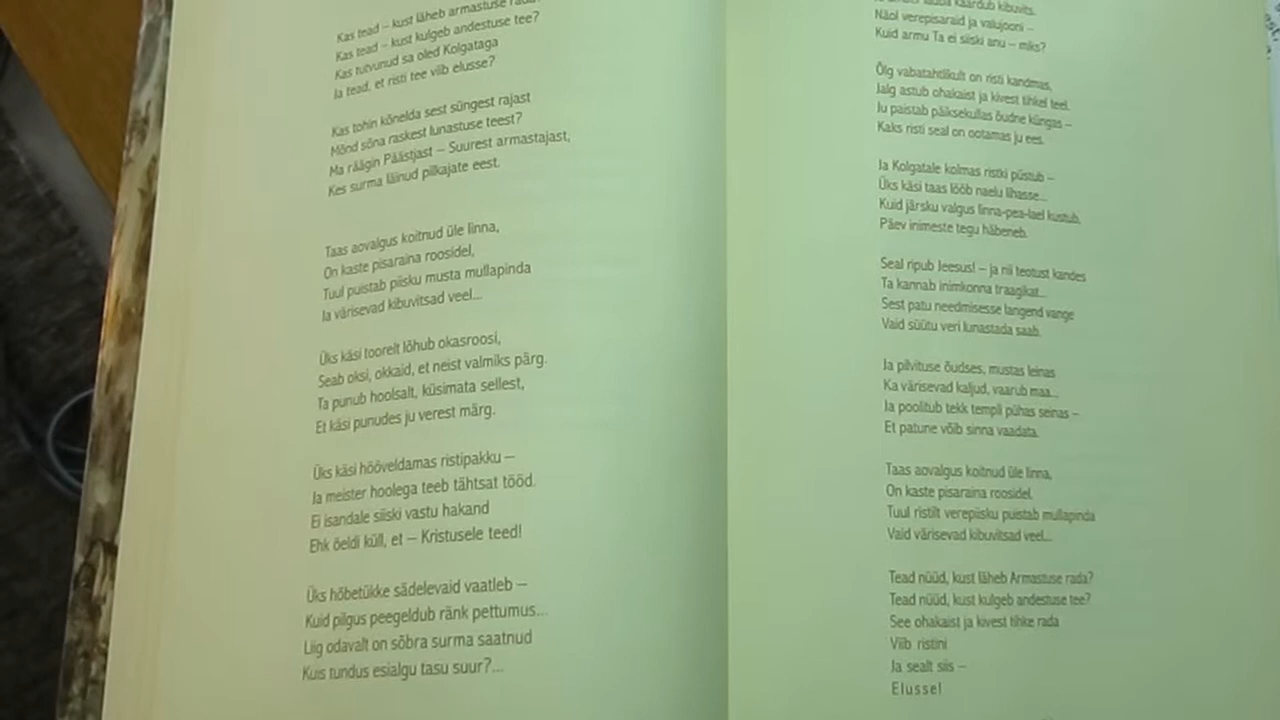 Kas tead – kust läheb armastuse rada?
Kas tead – kust kulgeb andestuse tee?
Kas tutvunud sa oled Kolgataga
Ja tead, et risti tee viib elusse?
Kas tohin kõnelda sest süngest rajast
Mõnd sõna raskest lunastuse teest?
Ma räägin Päästjast – Suurest armastajast,
Kes surma läinud pilkajate eest.
Taas aovalgus koitnud üle linna,
On kaste pisaraina roosidel,
Tuul puistab piisku musta mullapinda
Ja värisevad kibuvitsad veel...
Üks käsi toorelt lõhub okasroosi,
Seab oksi, okkaid, et neist valmiks pärg.
Ta punub hoolsalt, küsimata sellest,
Et käsi punudes ju verest märg.
Üks käsi hööveldamas ristipakku –
Ja meister hoolega teeb tähtsat tööd.
Ei isandale siiski vastu hakand
Ehk öeldi küll, et – Kristusele teed!
Üks hõbetükke sädelevaid vaatleb –
Kuid pilgus peegeldub ränk pettumus...
Liig odavalt on sõbra surma saatnud
Kuis tundus esialgu tasu suur?...
kaardub kibuvits.
Näol verepisaraid ja valujooni –
Kuid armu Ta ei siiski anu – miks?
Õlg vabatahtlikult on risti kandmas,
Jalg astub ohakaist ja kivest tihkel teel.
Ju paistab päiksekullas õudne küngas –
Kaks risti seal on ootamas ju ees.
Ja Kolgatale kolmas ristki püstub –
Üks käsi taas lööb naelu lihasse...
Kuid järsku valgus linna-pea-lael kustub,
Päev inimeste tegu häbeneb.
Seal ripub Jeesus! – ja nii teotust kandes
Ta kannab inimkonna traagikat...
Sest patu needmisesse langend vange
Vaid süütu veri lunastada saab.
Ja pilvituse õudses, mustas leinas
Ka värisevad kaljud, vaarub maa...
Ja poolitub tekk templi pühas seinas –
Et patune võib sinna vaadata.
Taas aovalgus koitnud üle linna,
On kaste pisaraina roosidel,
Tuul ristilt verepiisku puistab mullapinda
Vaid värisevad kibuvitsad veel...
Tead nüüd, kust läheb Armastuse rada?
Tead nüüd, kust kulgeb andestuse tee?
See ohakaist ja kivest tihke rada
Viib ristini
Ja sealt siis –
Elusse!